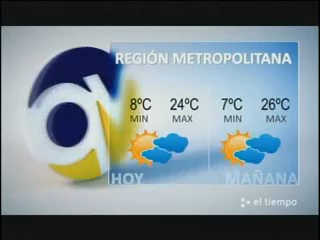 REGIÓN METROPOLITANA
8ºC 24ºC 7ºC 26ºC
MIN MAX MIN MAX
HOY MAÑANA
el tiempo